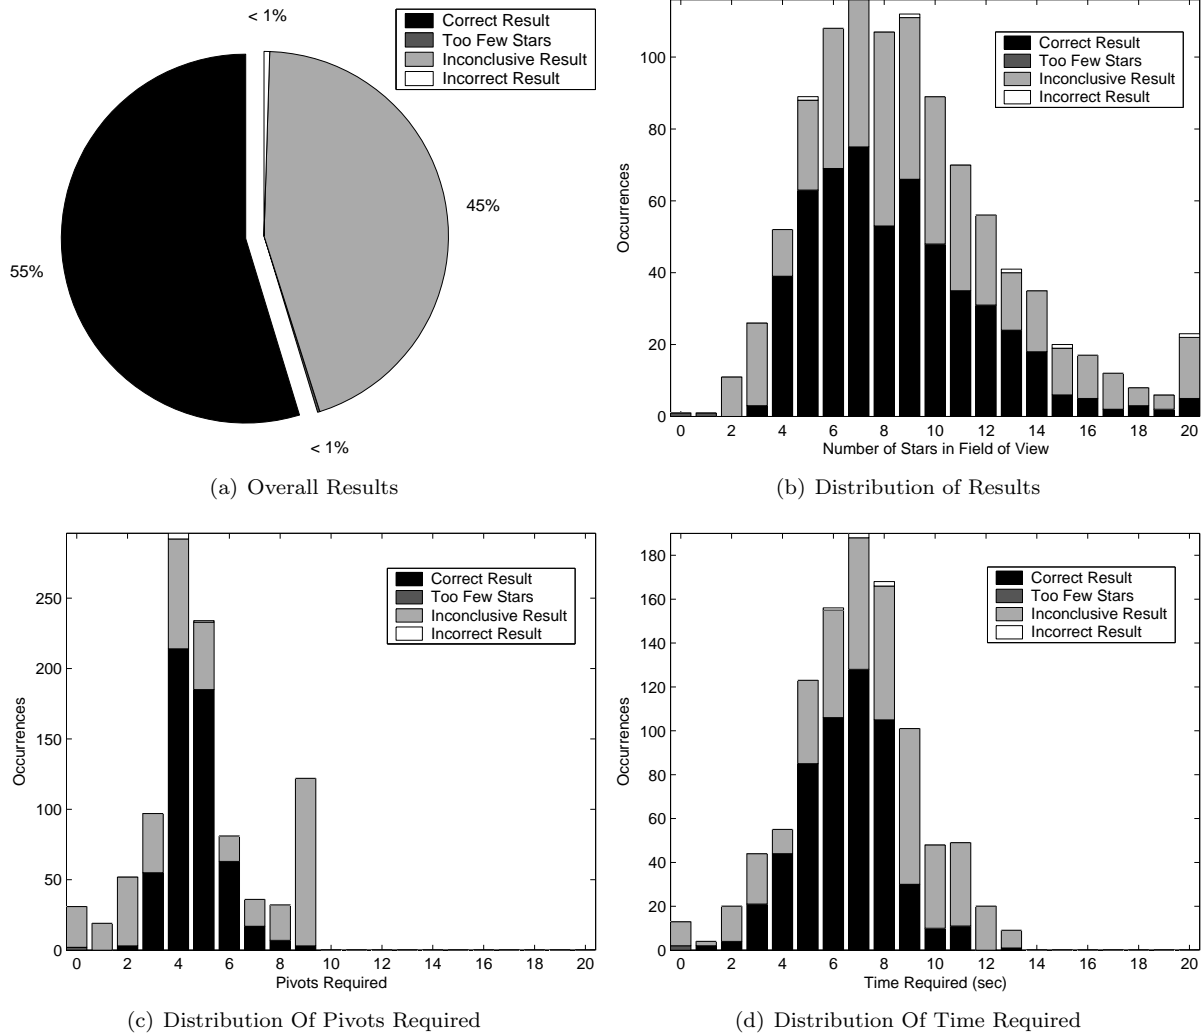 < 1%
Correct Result
Too Few Stars
Inconclusive Result
Incorrect Result
45%
55%
< 1%
(a) Overall Results
100
80
60
40
20
0
Occurrences
Correct Result
Too Few Stars
Inconclusive Result
Incorrect Result
0 2 4 6 8 10 12 14 16 18 20
Number of Stars in Field of View
(b) Distribution of Results
250
200
150
100
50
0
Occurrences
Correct Result
Too Few Stars
Inconclusive Result
Incorrect Result
0 2 4 6 8 10 12 14 16 18 20
Pivots Required
(c) Distribution Of Pivots Required
180
160
140
120
100
80
60
40
20
0
Occurrences
Correct Result
Too Few Stars
Inconclusive Result
Incorrect Result
0 2 4 6 8 10 12 14 16 18 20
Time Required (sec)
(d) Distribution Of Time Required